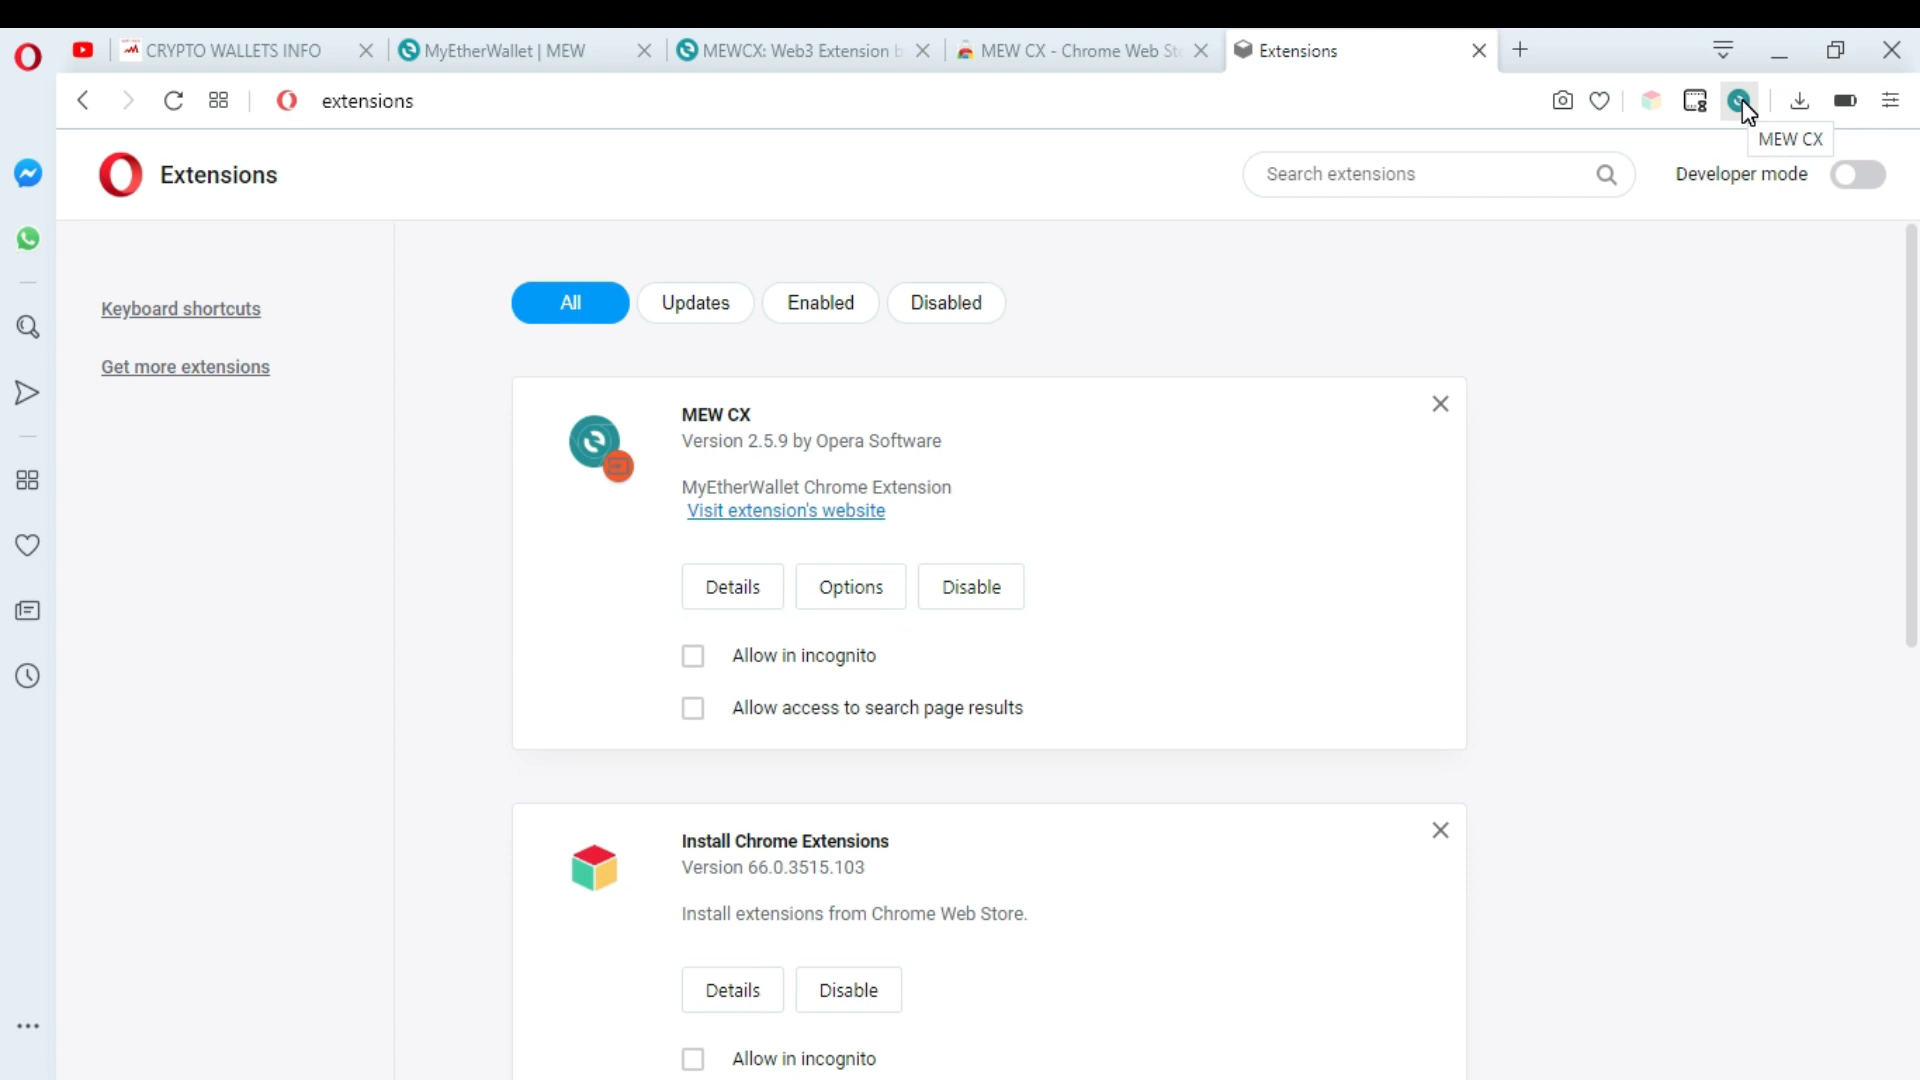 CRYPTO WALLETS INFO
MyEtherWallet | MEW
MEWCX: Web3 Extension b
MEW CX - Chrome Web St
Extensions
extensions
MEW CX
Extensions
Search extensions
Developer mode
Keyboard shortcuts
Get more extensions
All
Updates
Enabled
Disabled
MEW CX
Version 2.5.9 by Opera Software
MyEtherWallet Chrome Extension
Visit extension's website
Details
Options
Disable
Allow in incognito
Allow access to search page results
Install Chrome Extensions
Version 66.0.3515.103
Install extensions from Chrome Web Store.
Details
Disable
Allow in incognito